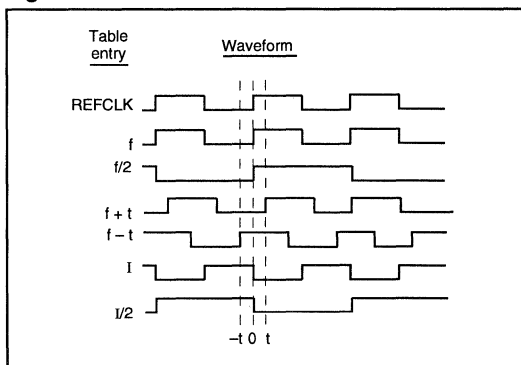 Table
entry
Waveform
REFCLK
f
f/2
f + t
f – t
I
I/2
–t 0 t